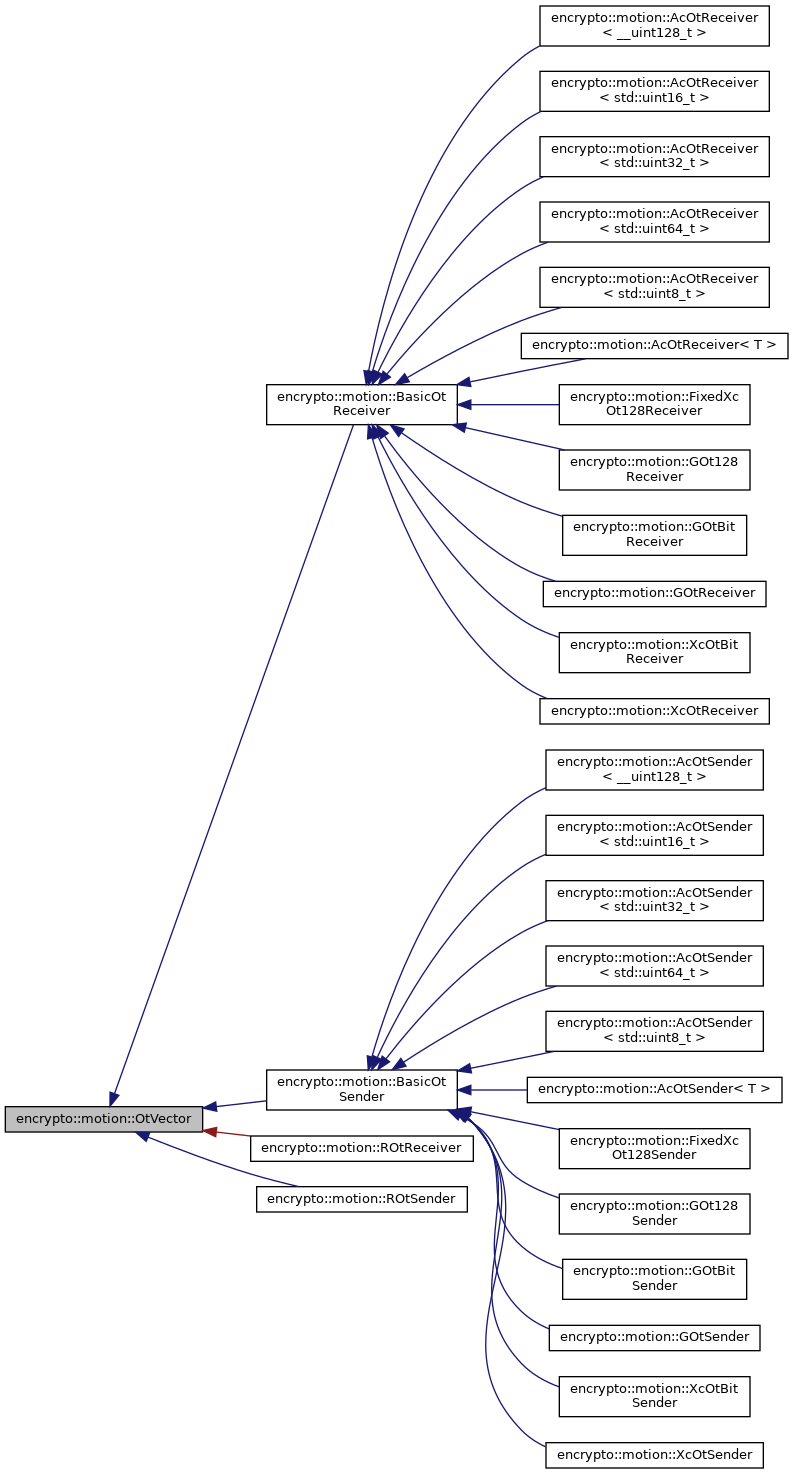 encrypto::motion::AcOtReceiver
< __uint128_t >
encrypto::motion::AcOtReceiver
< std::uint16_t >
encrypto::motion::AcOtReceiver
< std::uint32_t >
encrypto::motion::AcOtReceiver
< std::uint64_t >
encrypto::motion::AcOtReceiver
< std::uint8_t >
encrypto::motion::AcOtReceiver< T >
encrypto::motion::BasicOt
Receiver
encrypto::motion::FixedXc
Ot128Receiver
encrypto::motion::GOt128
Receiver
encrypto::motion::GOtBit
Receiver
encrypto::motion::GOtReceiver
encrypto::motion::XcOtBit
Receiver
encrypto::motion::XcOtReceiver
encrypto::motion::AcOtSender
< __uint128_t >
encrypto::motion::AcOtSender
< std::uint16_t >
encrypto::motion::AcOtSender
< std::uint32_t >
encrypto::motion::AcOtSender
< std::uint64_t >
encrypto::motion::AcOtSender
< std::uint8_t >
encrypto::motion::BasicOt
Sender
encrypto::motion::AcOtSender< T >
encrypto::motion::OtVector
encrypto::motion::ROtReceiver
encrypto::motion::FixedXc
Ot128Sender
encrypto::motion::ROtSender
encrypto::motion::GOt128
Sender
encrypto::motion::GOtBit
Sender
encrypto::motion::GOtSender
encrypto::motion::XcOtBit
Sender
encrypto::motion::XcOtSender